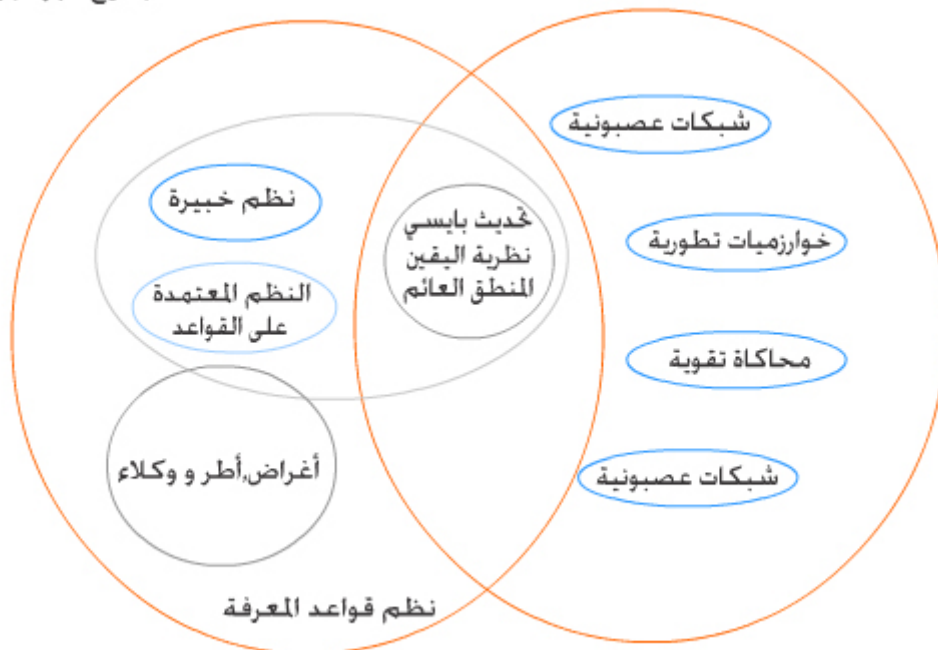 شبكات عصبونية
نظم خبيرة
تحديث بايسي
نظرية اليقين
المنطق العائم
خوارزميات تطورية
النظم المعتمدة
على القواعد
محاكاة تقوية
أغراض,أطر و وكلاء
شبكات عصبونية
نظم قواعد المعرفة